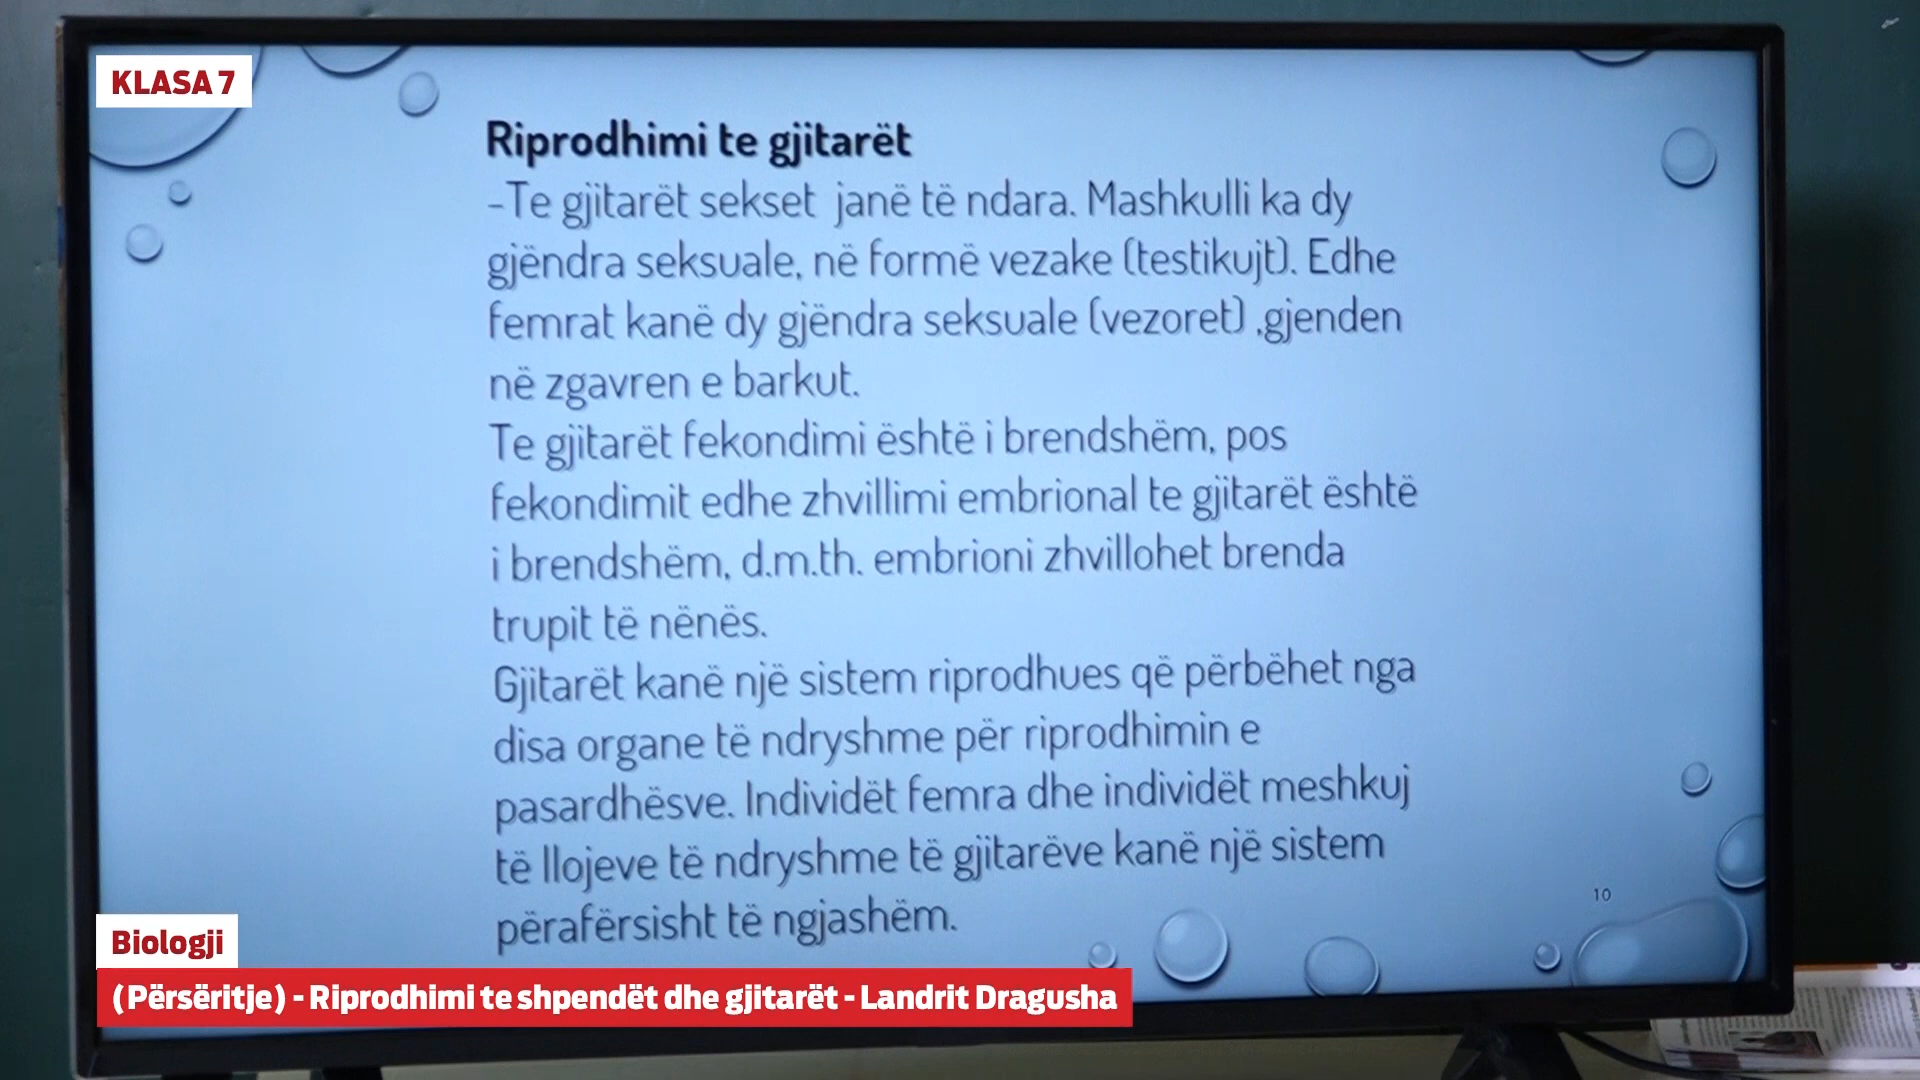 KLASA 7
Riprodhimi te gjitarët
-Te gjitarët sekset janë të ndara. Mashkulli ka dy
gjëndra seksuale, në formë vezake (testikujt). Edhe
femrat kanë dy gjëndra seksuale (vezoret) ,gjenden
në zgavren e barkut.
Te gjitarët fekondimi është i brendshëm, pos
fekondimit edhe zhvillimi embrional te gjitarët është
i brendshëm, d.m.th. embrioni zhvillohet brenda
trupit të nënës.
Gjitarët kanë një sistem riprodhues që përbëhet nga
disa organe të ndryshme për riprodhimin e
pasardhësve. Individët femra dhe individët meshkuj
të llojeve të ndryshme të gjitarëve kanë një sistem
përafërsisht të ngjashëm.
10
Biologji
(Përsëritje) - Riprodhimi te shpendët dhe gjitarët - Landrit Dragusha